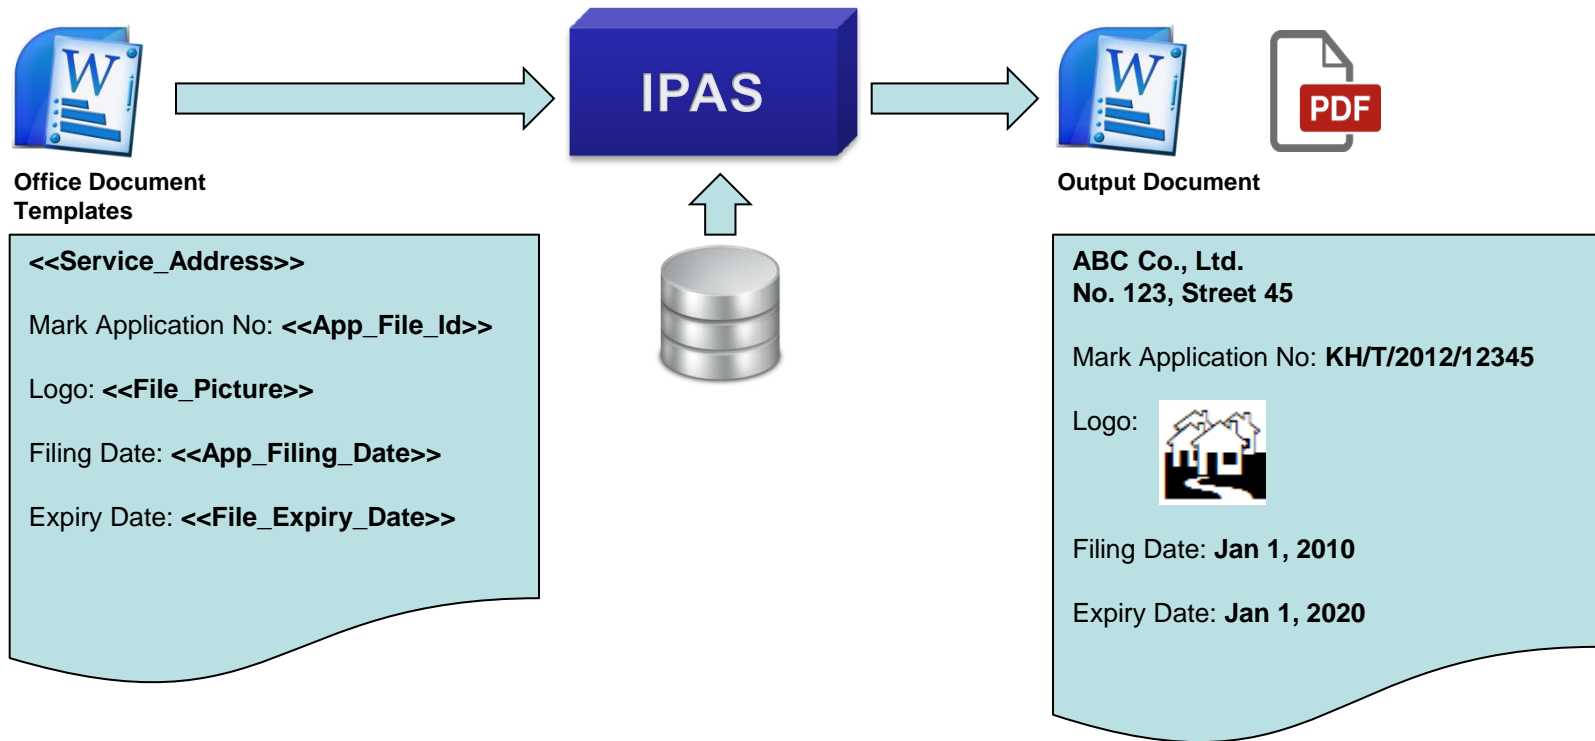 W
IPAS
W
PDF
Office Document
Templates
Output Document
<<Service_Address>>
Mark Application No: <<App_File_Id>>
Logo: <<File_Picture>>
Filing Date: <<App_Filing_Date>>
Expiry Date: <<File_Expiry_Date>>
ABC Co., Ltd.
No. 123, Street 45
Mark Application No: KH/T/2012/12345
Logo:
Filing Date: Jan 1, 2010
Expiry Date: Jan 1, 2020